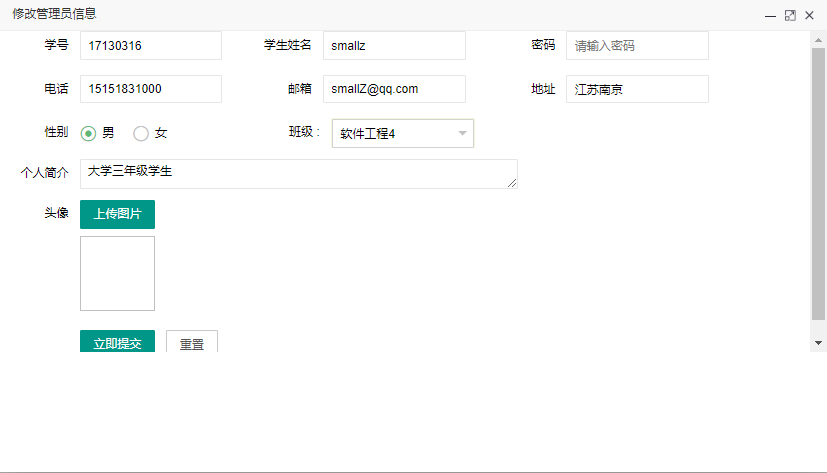 修改管理员信息
学号 17130316 学生姓名 smallz 密码 请输入密码
电话 15151831000 邮箱 smallZ@qq.com 地址 江苏南京
性别 男 女 班级： 软件工程4
个人简介 大学三年级学生
头像 上传图片
立即提交 重置